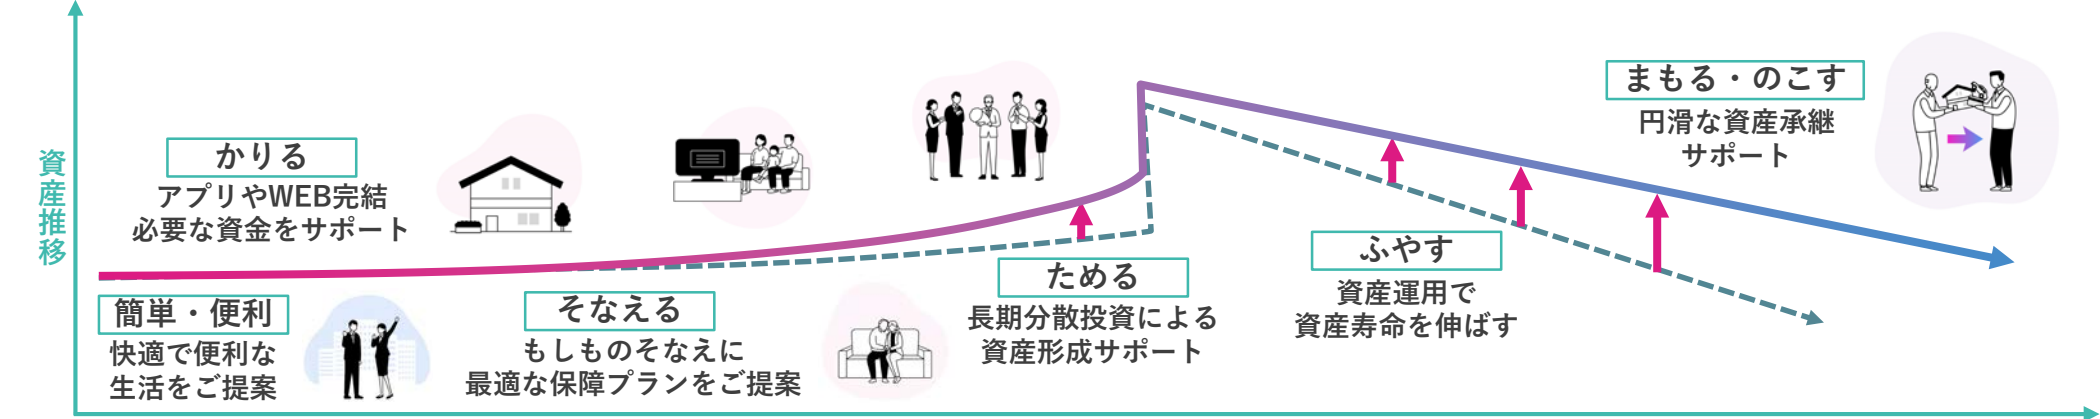 資産推移
かりる
アプリやWEB完結
必要な資金をサポート
簡単・便利
快適で便利な
生活をご提案
そなえる
もしものそなえに
最適な保障プランをご提案
ためる
長期分散投資による
資産形成サポート
ふやす
資産運用で
資産寿命を伸ばす
まもる・のこす
円滑な資産承継
サポート